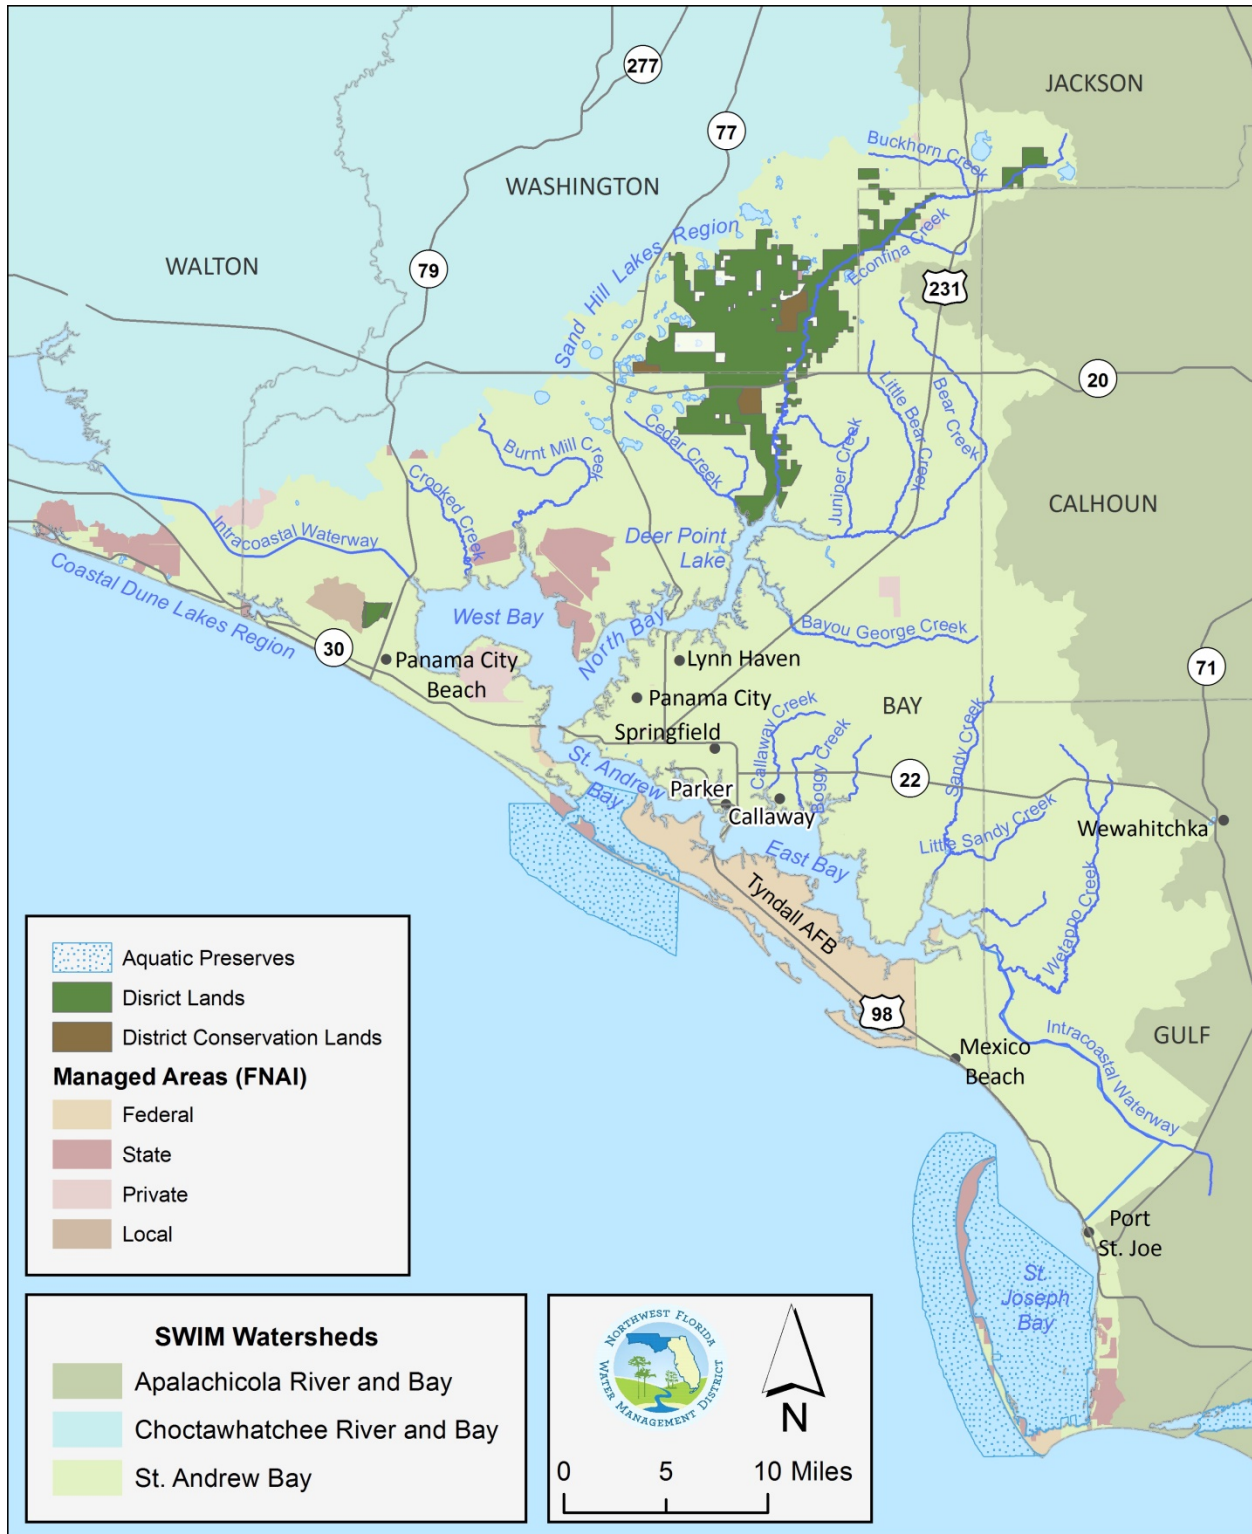 277
JACKSON
77
Buckhorn Creek
WASHINGTON
Sand Hill Lakes Region
Econfina Creek
WALTON
79
231
20
Burnt Mill Creek
Cedar Creek
Juniper Creek
Little Bear Creek
Bear Creek
Crooked Creek
CALHOUN
Intracoastal Waterway
Deer Point
Lake
Coastal Dune Lakes Region
West Bay
North Bay
Bayou George Creek
30
Panama City
Beach
Lynn Haven
71
Panama City
BAY
Springfield
Callaway Creek
Boggy Creek
Sandy Creek
St. Andrew
Bay
22
Parker
Callaway
Little Sandy Creek
Wewahitchka
East Bay
Tyndall AFB
Wetappo Creek
98
GULF
Mexico
Beach
Intracoastal Waterway
Port
St. Joe
St.
Joseph
Bay
Aquatic Preserves
Disrict Lands
District Conservation Lands
Managed Areas (FNAI)
Federal
State
Private
Local
SWIM Watersheds
Apalachicola River and Bay
Choctawhatchee River and Bay
St. Andrew Bay
NORTHWEST FLORIDA
WATER MANAGEMENT DISTRICT
N
0 5 10 Miles